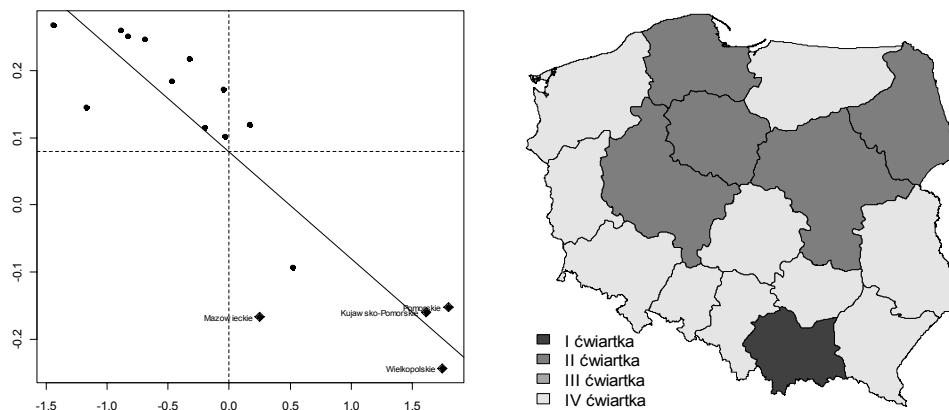 0.2
0.1
0.0
-0.1
-0.2
Pomorskie
Kujawsko-Pomorskie
Mazowieckie
Wielkopolskie
-1.5 -1.0 -0.5 0.0 0.5 1.0 1.5
I ćwiartka
II ćwiartka
III ćwiartka
IV ćwiartka